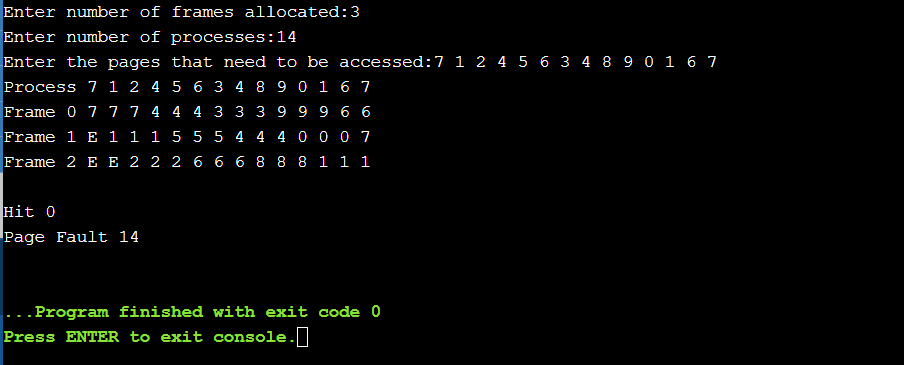 Enter number of frames allocated:3
Enter number of processes:14
Enter the pages that need to be accessed:7 1 2 4 5 6 3 4 8 9 0 1 6 7
Process 7 1 2 4 5 6 3 4 8 9 0 1 6 7
Frame 0 7 7 7 4 4 4 3 3 3 9 9 9 6 6
Frame 1 E 1 1 1 5 5 5 4 4 4 0 0 0 7
Frame 2 E E 2 2 2 6 6 6 8 8 8 1 1 1
Hit 0
Page Fault 14
...Program finished with exit code 0
Press ENTER to exit console.